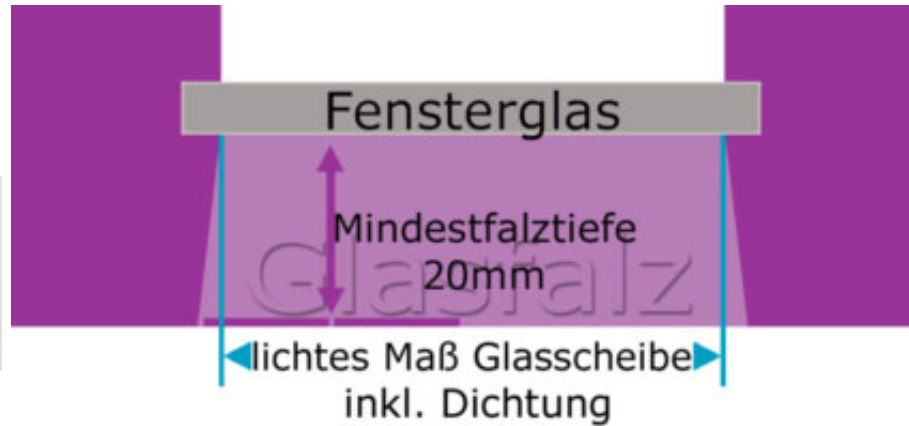 Fensterglas
Mindestfalztiefe
20mm
Glasfalz
lichtes Maß Glasscheibe
inkl. Dichtung